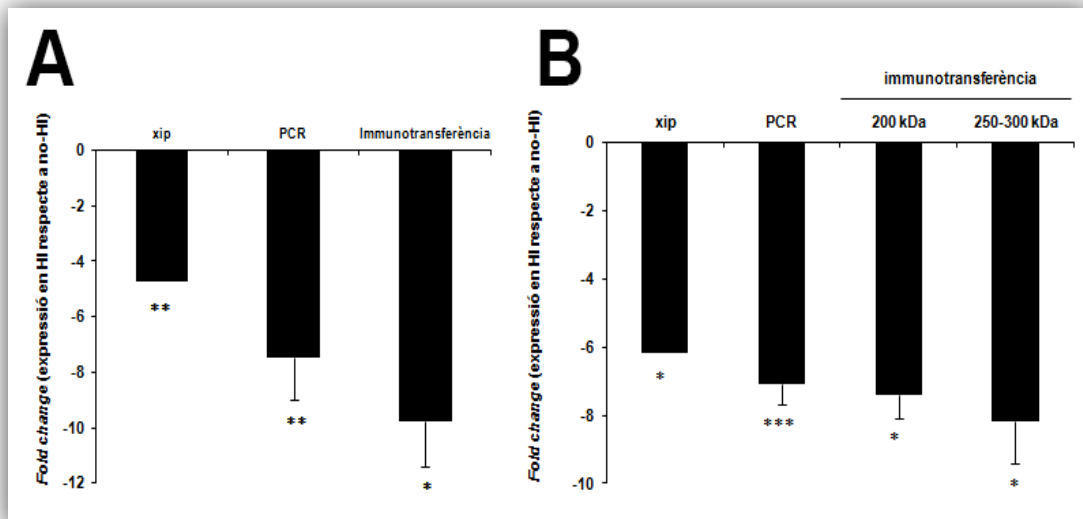 A
Fold change (expressió en HI respecte a no-HI)
xip PCR Immunotransferència
0
-2
-4
-6
-8
-10
-12
**
**
*
B
Fold change (expressió en HI respecte a no-HI)
immunotransferència
xip PCR 200 kDa 250-300 kDa
0
-2
-4
-6
-8
-10
*
***
*
*